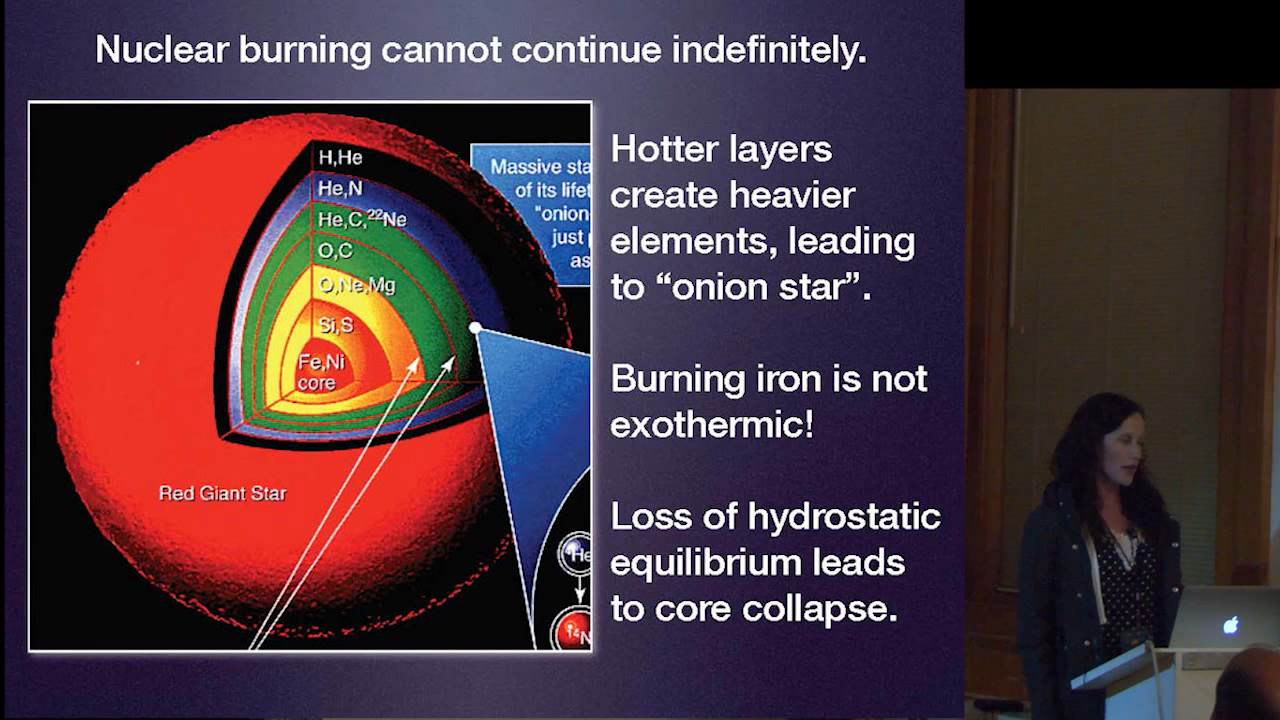 Nuclear burning cannot continue indefinitely.
H,He
He,N
He,C,²²Ne
O,C
O,Ne,Mg
Si,S
Fe,Ni
core
Red Giant Star
Massive sta
of its lifet
"onion-
just
as
He
¹⁴N
Hotter layers
create heavier
elements, leading
to “onion star”.
Burning iron is not
exothermic!
Loss of hydrostatic
equilibrium leads
to core collapse.